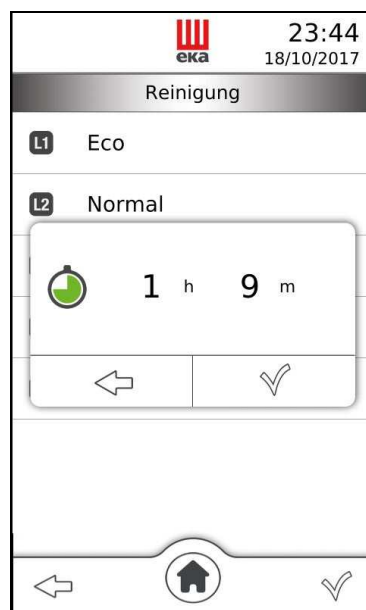 23:44
eka
18/10/2017
Reinigung
L1 Eco
L2 Normal
1 h 9 m